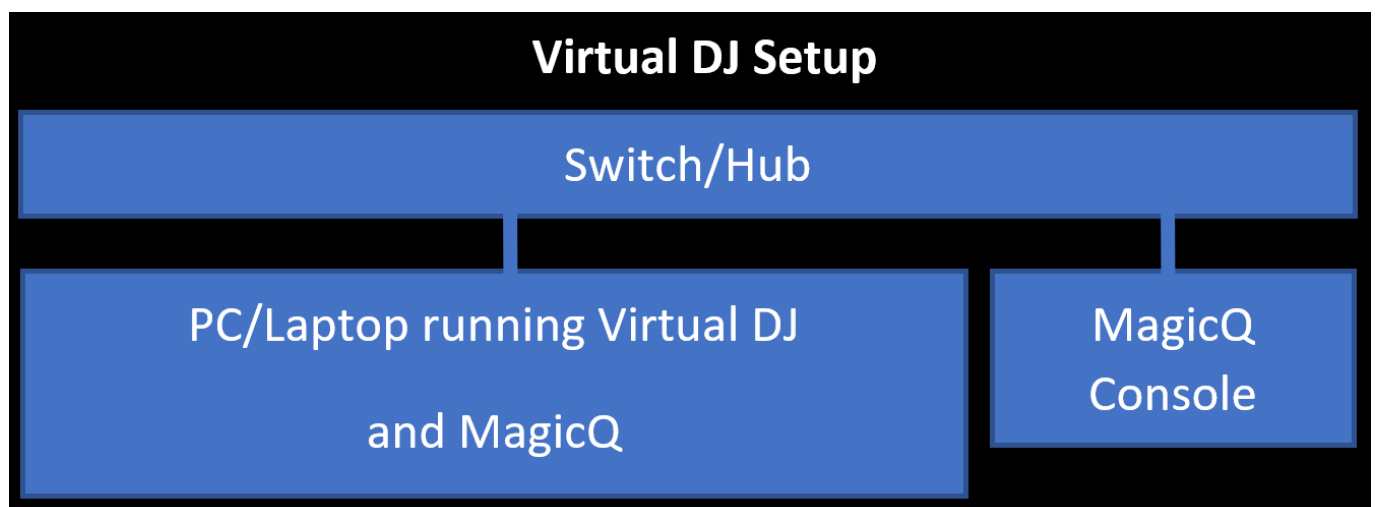 Virtual DJ Setup
Switch/Hub
PC/Laptop running Virtual DJ
and MagicQ
MagicQ
Console